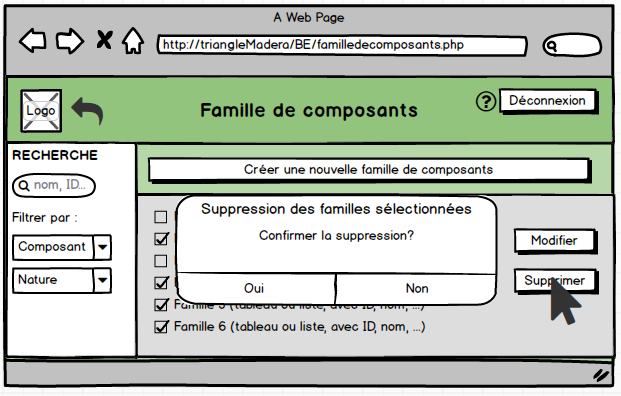 A Web Page
http://triangleMadera/BE/familledecomposants.php
Logo
Famille de composants
?
Déconnexion
RECHERCHE
nom, ID...
Filtrer par :
Composant
Nature
Créer une nouvelle famille de composants
Suppression des familles sélectionnées
Confirmer la suppression?
Oui
Non
Modifier
Supprimer
Famille 5 (tableau ou liste, avec ID, nom, ...)
Famille 6 (tableau ou liste, avec ID, nom, ...)